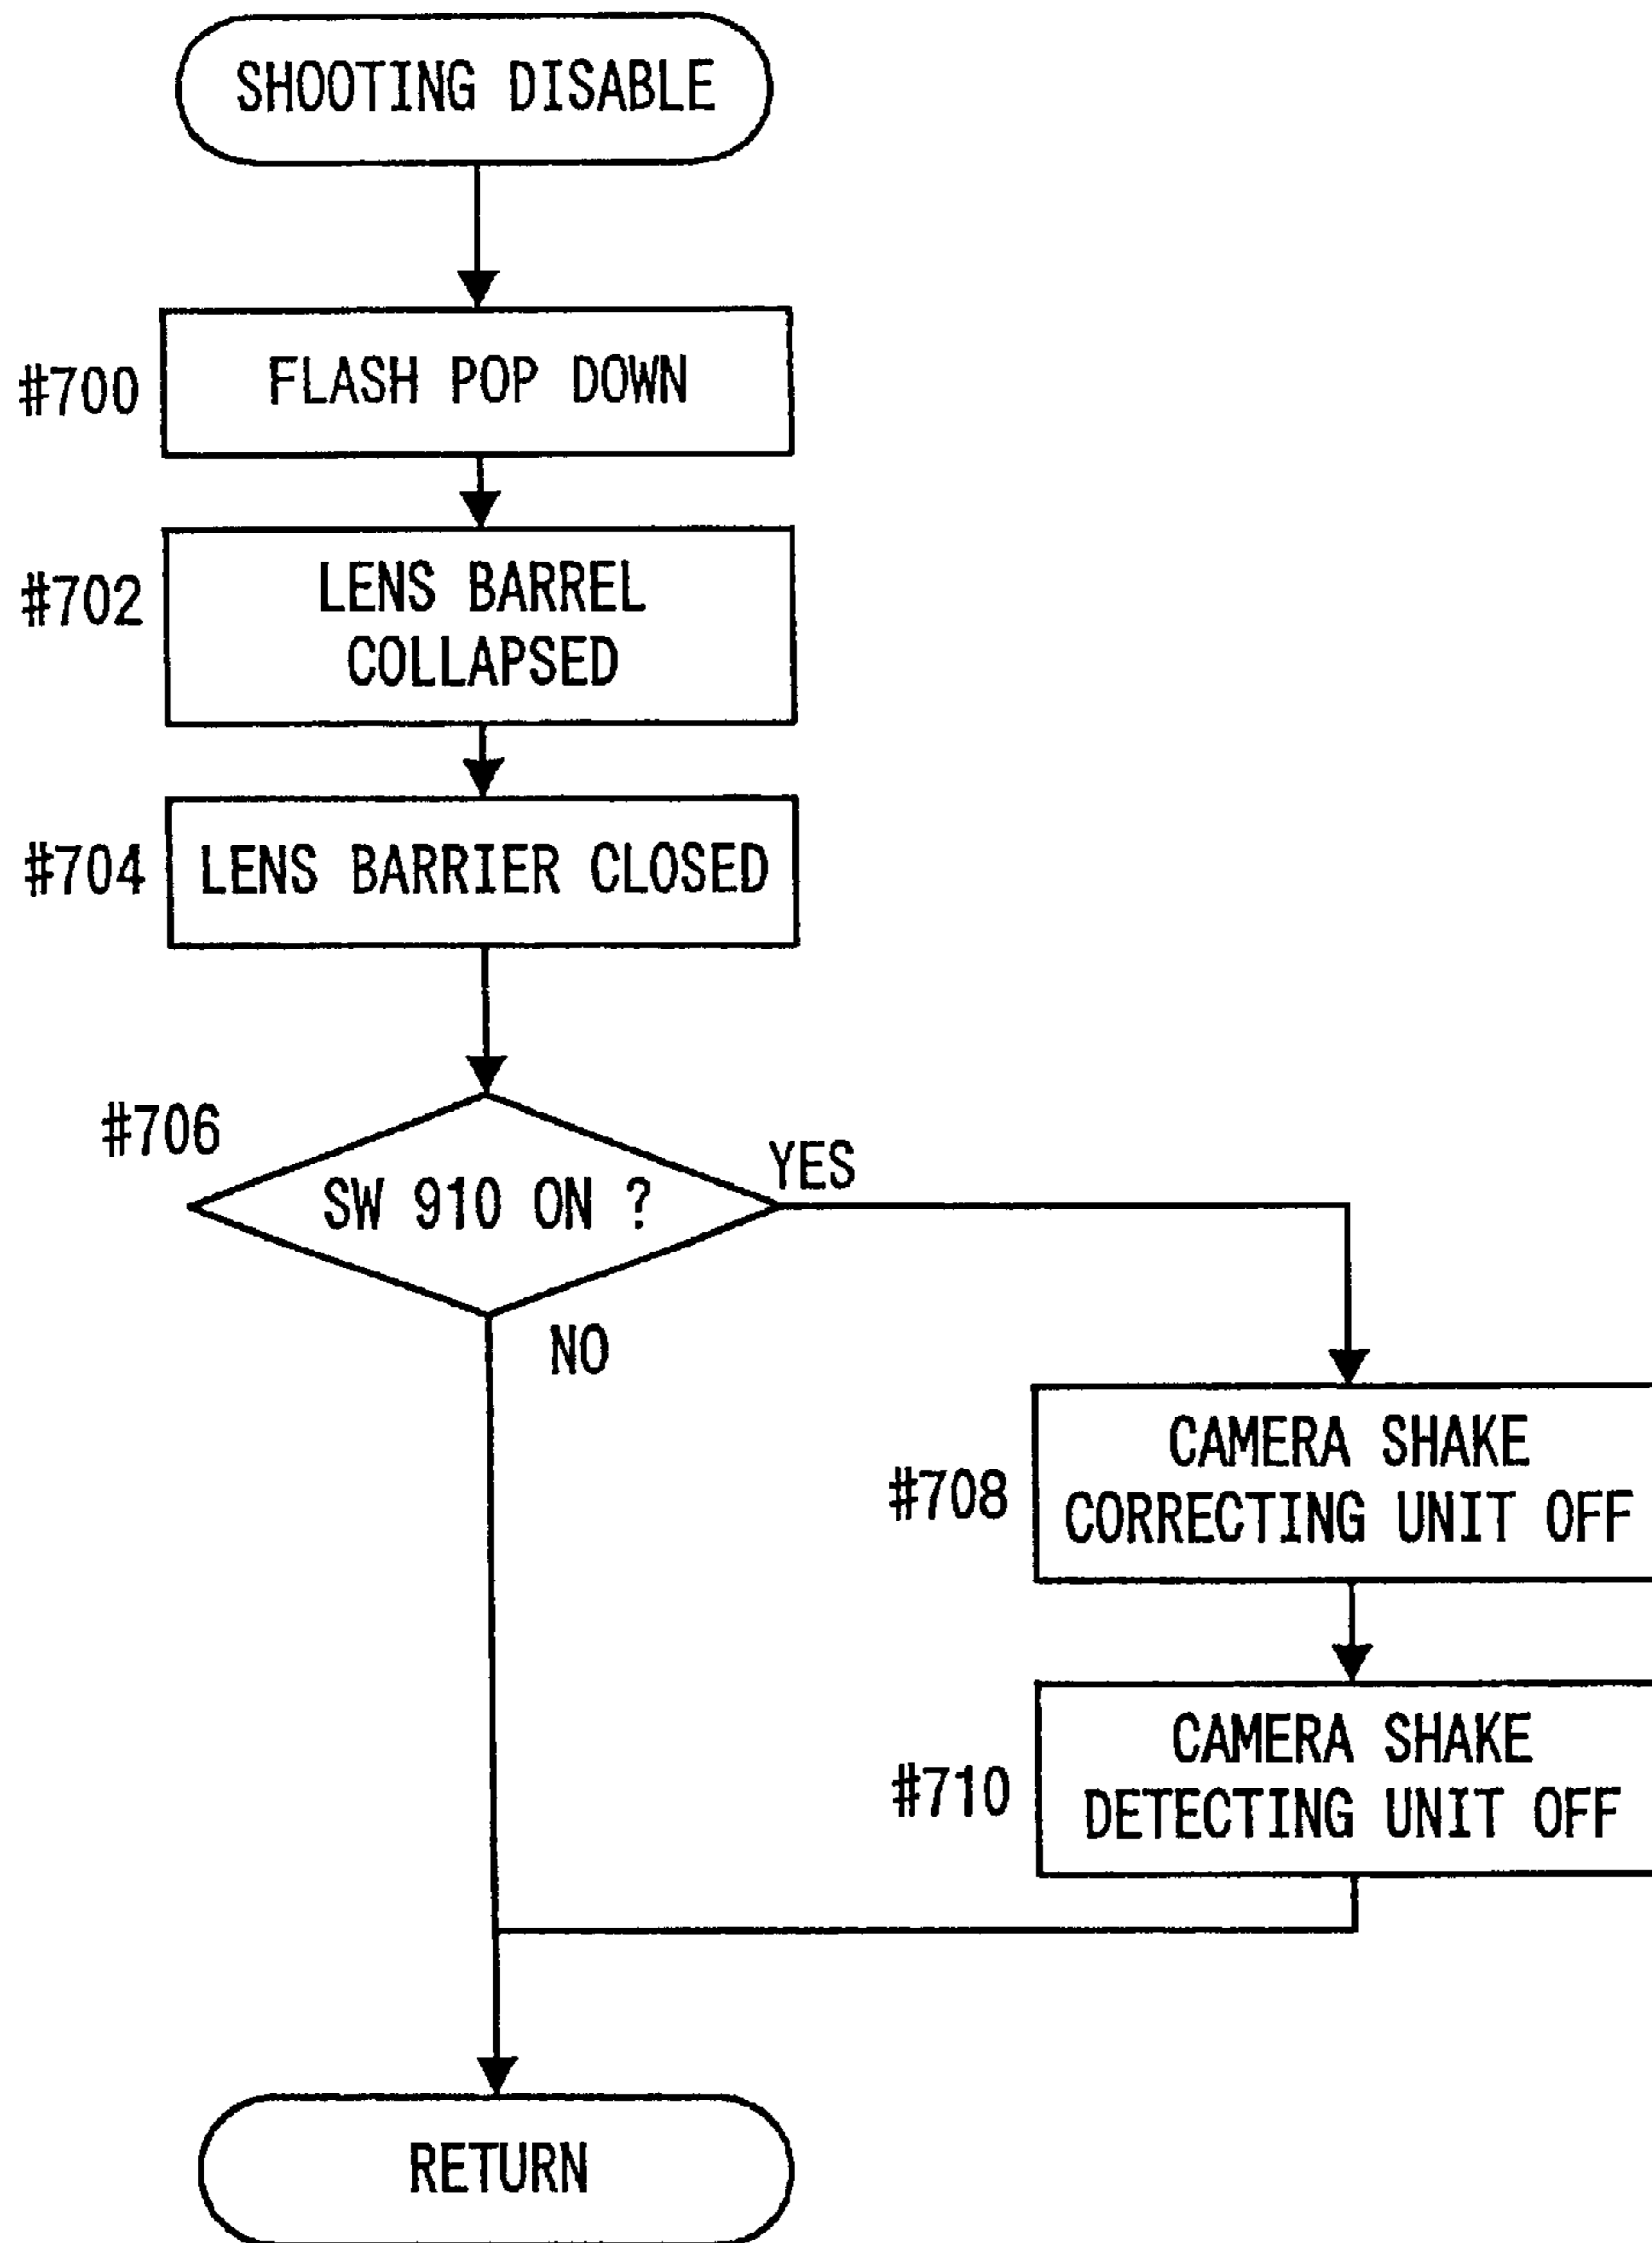 SHOOTING DISABLE
#700
FLASH POP DOWN
#702
LENS BARREL
COLLAPSED
#704
LENS BARRIER CLOSED
#706
SW 910 ON ?
YES
NO
#708
CAMERA SHAKE
CORRECTING UNIT OFF
#710
CAMERA SHAKE
DETECTING UNIT OFF
RETURN